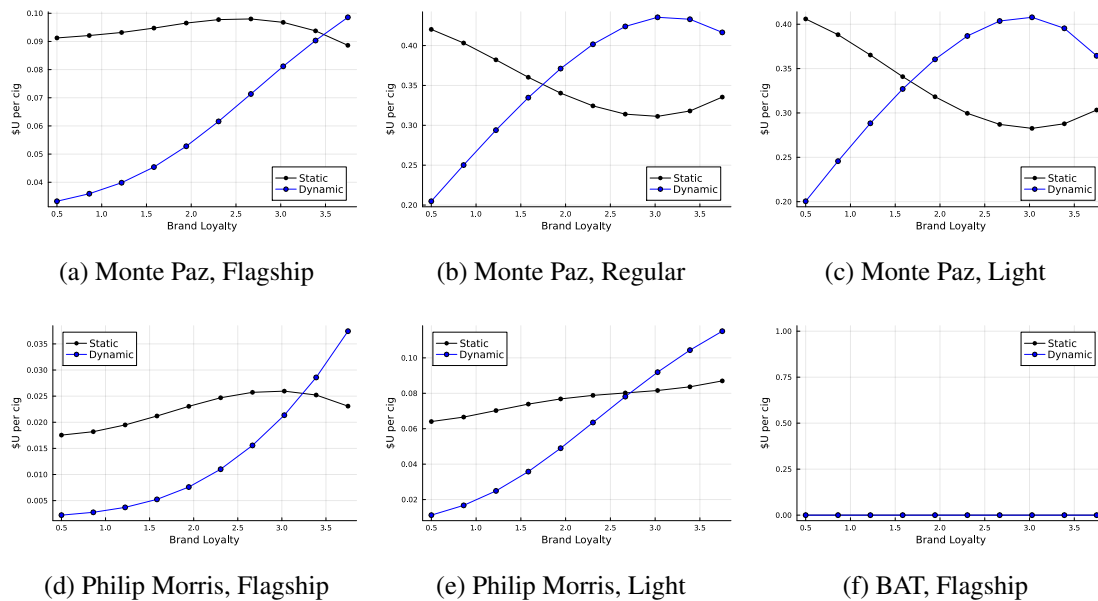 0.10
0.09
0.08
0.07
0.06
0.05
0.04
$U per cig
Static
Dynamic
0.5 1.0 1.5 2.0 2.5 3.0 3.5
Brand Loyalty
(a) Monte Paz, Flagship
0.40
0.35
0.30
0.25
0.20
$U per cig
Static
Dynamic
0.5 1.0 1.5 2.0 2.5 3.0 3.5
Brand Loyalty
(b) Monte Paz, Regular
0.40
0.35
0.30
0.25
0.20
$U per cig
Static
Dynamic
0.5 1.0 1.5 2.0 2.5 3.0 3.5
Brand Loyalty
(c) Monte Paz, Light
0.035
0.030
0.025
0.020
0.015
0.010
0.005
$U per cig
Static
Dynamic
0.5 1.0 1.5 2.0 2.5 3.0 3.5
Brand Loyalty
(d) Philip Morris, Flagship
0.10
0.08
0.06
0.04
0.02
$U per cig
Static
Dynamic
0.5 1.0 1.5 2.0 2.5 3.0 3.5
Brand Loyalty
(e) Philip Morris, Light
1.00
0.75
0.50
0.25
0.00
$U per cig
Static
Dynamic
0.5 1.0 1.5 2.0 2.5 3.0 3.5
Brand Loyalty
(f) BAT, Flagship